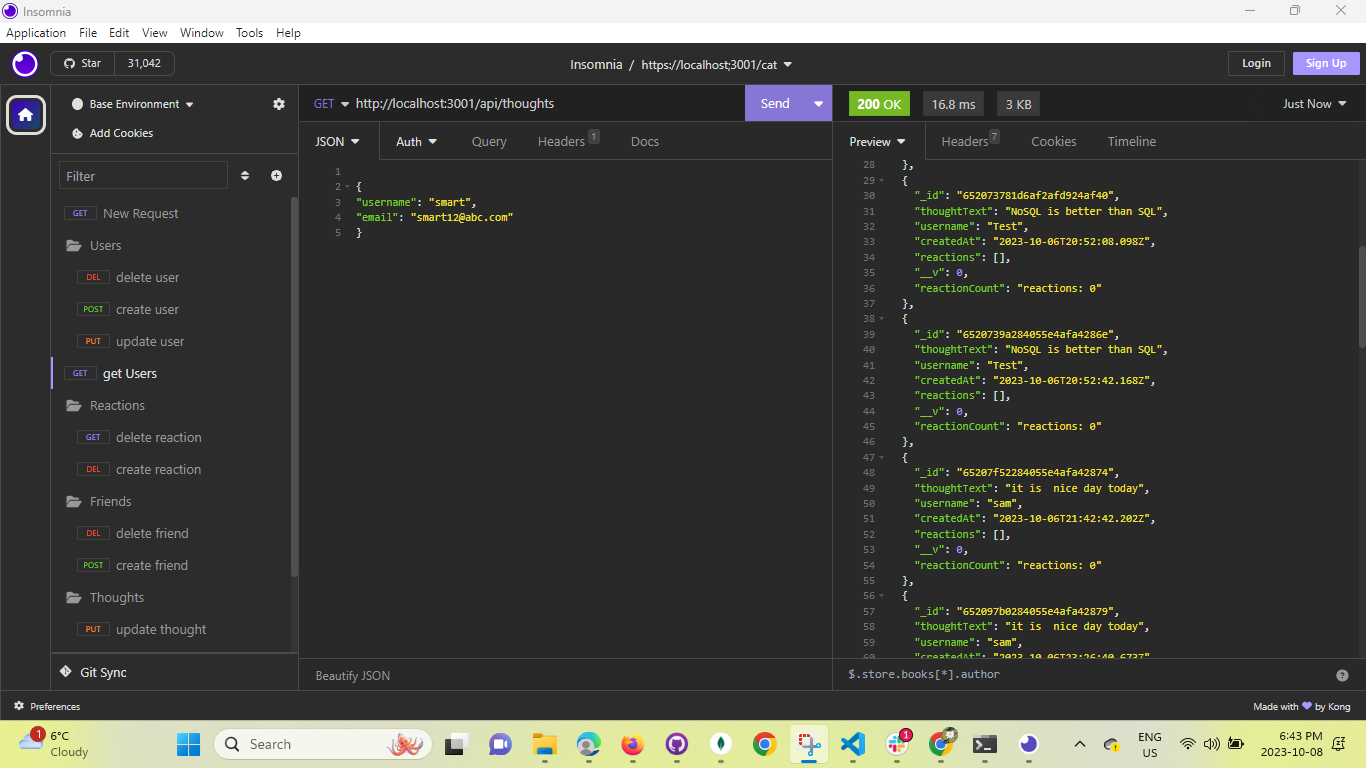 Insomnia
Application File Edit View Window Tools Help
Star 31,042
Insomnia / https://localhost;3001/cat
Login Sign Up
Base Environment
Add Cookies
Filter
GET New Request
Users
DEL delete user
POST create user
PUT update user
GET get Users
Reactions
GET delete reaction
DEL create reaction
Friends
DEL delete friend
POST create friend
Thoughts
PUT update thought
Git Sync
GET http://localhost:3001/api/thoughts Send
JSON Auth Query Headers 1 Docs
1
2 {
3 "username": "smart",
4 "email": "smart12@abc.com"
5 }
Beautify JSON
200 OK 16.8 ms 3 KB Just Now
Preview Headers 7 Cookies Timeline
28 },
29 {
30 "_id": "652073781d6af2afd924af40",
31 "thoughtText": "NoSQL is better than SQL",
32 "username": "Test",
33 "createdAt": "2023-10-06T20:52:08.098Z",
34 "reactions": [],
35 "__v": 0,
36 "reactionCount": "reactions: 0"
37 },
38 {
39 "_id": "6520739a284055e4afa4286e",
40 "thoughtText": "NoSQL is better than SQL",
41 "username": "Test",
42 "createdAt": "2023-10-06T20:52:42.168Z",
43 "reactions": [],
44 "__v": 0,
45 "reactionCount": "reactions: 0"
46 },
47 {
48 "_id": "65207f52284055e4afa42874",
49 "thoughtText": "it is  nice day today",
50 "username": "sam",
51 "createdAt": "2023-10-06T21:42:42.202Z",
52 "reactions": [],
53 "__v": 0,
54 "reactionCount": "reactions: 0"
55 },
56 {
57 "_id": "652097b0284055e4afa42879",
58 "thoughtText": "it is  nice day today",
59 "username": "sam",
60 "createdAt": "2023-10-06T23:26:40.673Z"
$.store.books[*].author
Preferences
Made with by Kong
1
6°C
Cloudy
Search
1
ENG
US
6:43 PM
2023-10-08